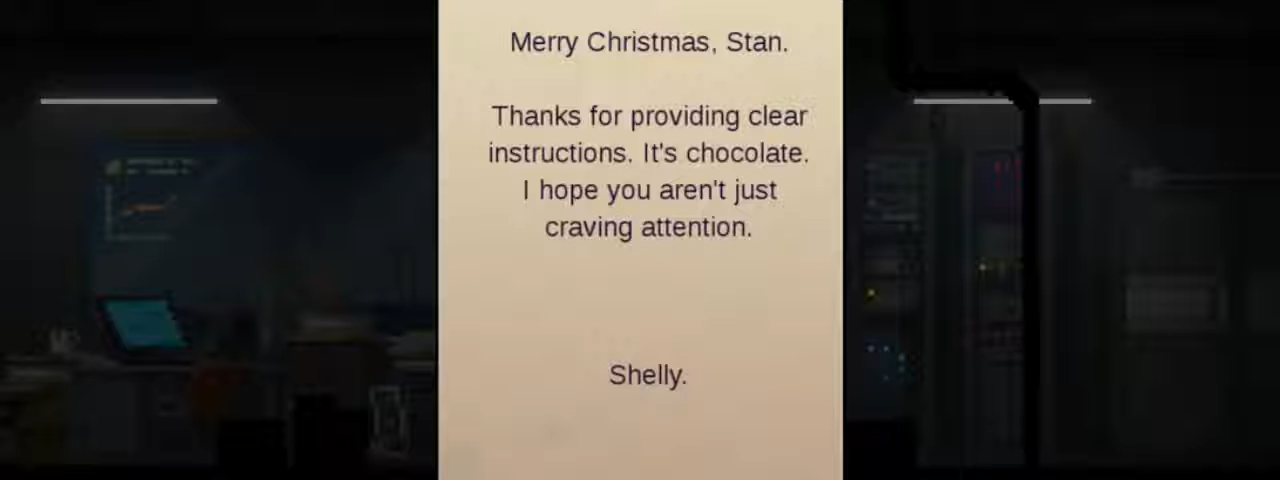 Merry Christmas, Stan.
Thanks for providing clear
instructions. It's chocolate.
I hope you aren't just
craving attention.
Shelly.